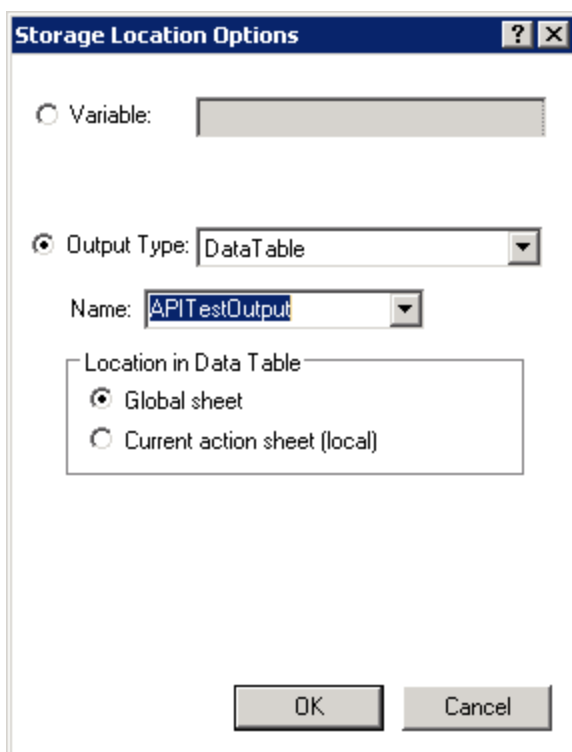 Storage Location Options ? X
Variable:
Output Type: DataTable
Name: APITestOutput
Location in Data Table
Global sheet
Current action sheet (local)
OK Cancel